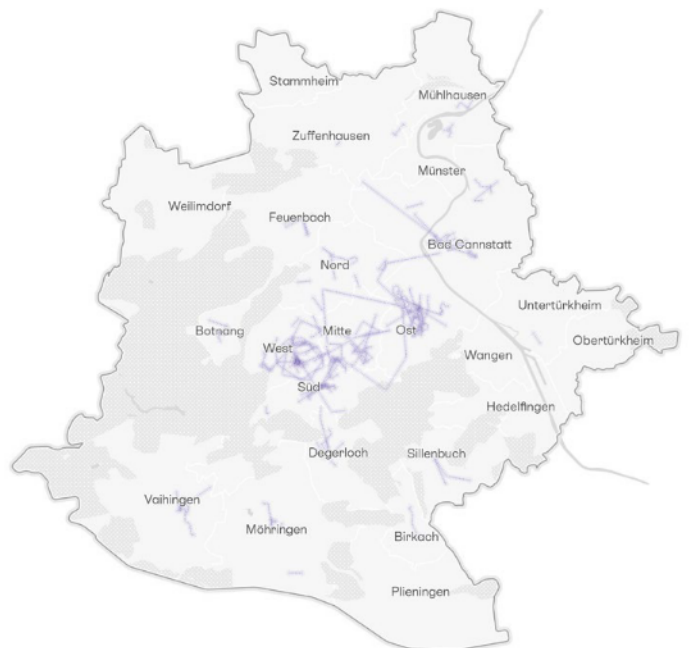 Stammheim
Mühlhausen
Zuffenhausen
Münster
Weilimdorf
Feuerbach
Bad Cannstatt
Nord
Untertürkheim
Botnang
Mitte
Ost
Obertürkheim
West
Wangen
Süd
Hedelfingen
Degerloch
Sillenbuch
Vaihingen
Möhringen
Birkach
Plieningen